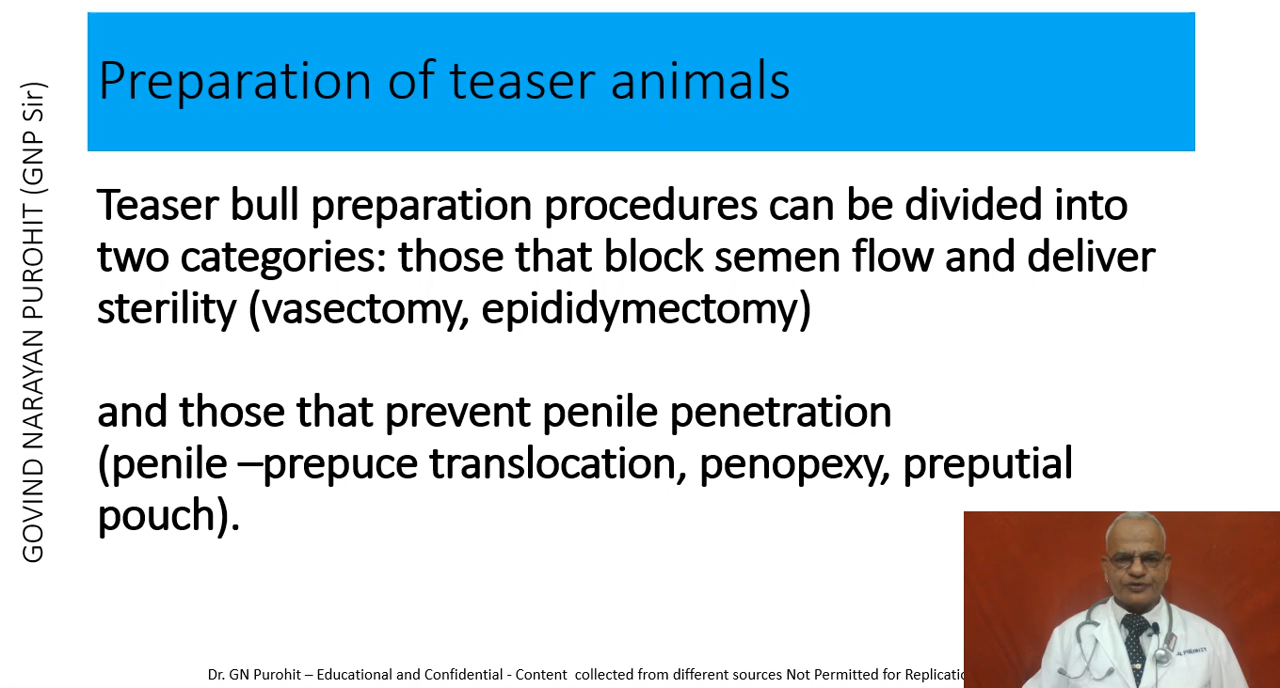 Preparation of teaser animals
GOVIND NARAYAN PUROHIT (GNP Sir)
Teaser bull preparation procedures can be divided into
two categories: those that block semen flow and deliver
sterility (vasectomy, epididymectomy)
and those that prevent penile penetration
(penile –prepuce translocation, penopexy, preputial
pouch).
Dr. GN Purohit – Educational and Confidential - Content collected from different sources Not Permitted for